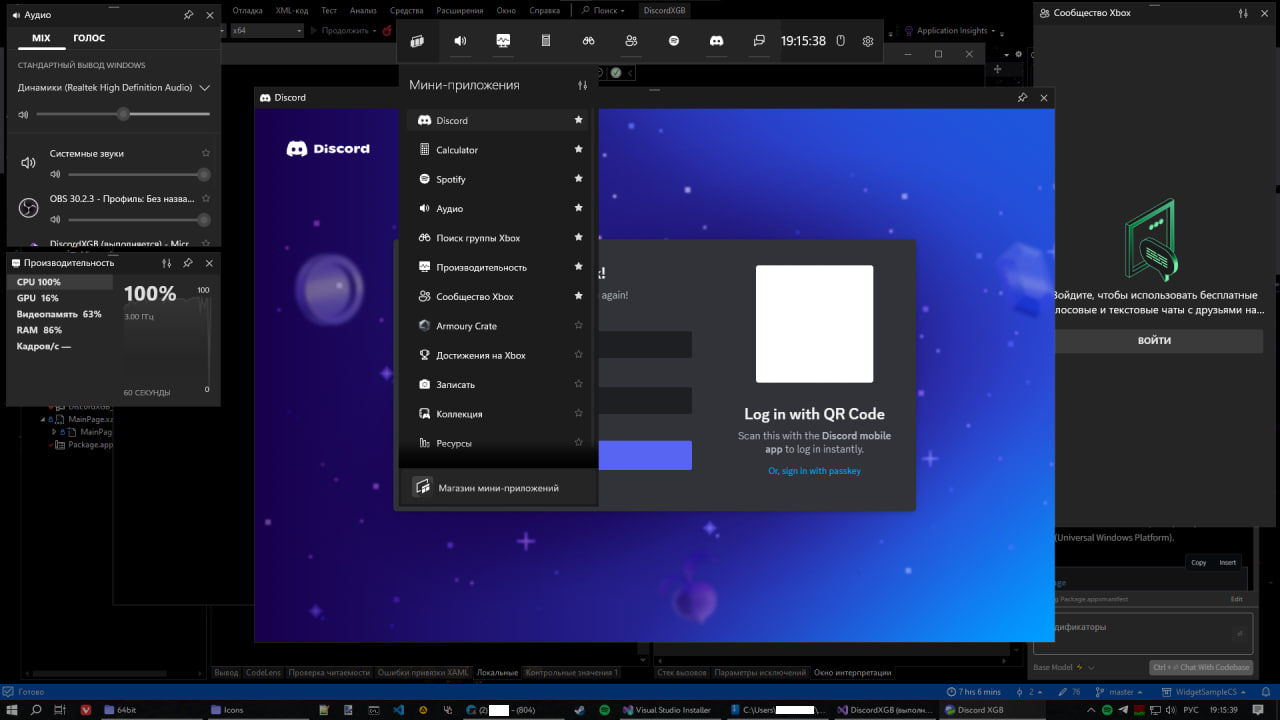 Отладка XML-код Тест Анализ Средства Расширения Окно Справка Поиск DiscordXGB
x64 Продолжить Application Insights
19:15:38
Аудио
MIX ГОЛОС
СТАНДАРТНЫЙ ВЫВОД WINDOWS
Динамики (Realtek High Definition Audio)
Системные звуки
OBS 30.2.3 - Профиль: Без назва...
DiscordXGB (выполняется) - Micr
Производительность
CPU 100%
GPU 16%
Видеопамять 63%
RAM 86%
Кадров/с —
100%
3.00 ГГц
100
0
60 СЕКУНДЫ
DiscordXGB_
MainPage.xa
MainPag
Package.app
Мини-приложения
Discord
Calculator
Spotify
Аудио
Поиск группы Xbox
Производительность
Сообщество Xbox
Armoury Crate
Достижения на Xbox
Записать
Коллекция
Ресурсы
Магазин мини-приложений
Discord
Discord
k!
again!
Log in with QR Code
Scan this with the Discord mobile
app to log in instantly.
Or, sign in with passkey
Сообщество Xbox
Войдите, чтобы использовать бесплатные
лосовые и текстовые чаты с друзьями на...
ВОЙТИ
(Universal Windows Platform).
Copy Insert
ge
g Package.appxmanifest Edit
дификаторы
Base Model Ctrl + ⏎ Chat With Codebase
Вывод CodeLens Проверка читаемости Ошибки привязки XAML Локальные Контрольные значения 1
Стек вызовов Параметры исключений Окно интерпретации
Готово 7 hrs 6 mins 2 76 master WidgetSampleCS
64bit Icons (2) - (804) Visual Studio Installer C:\Users\ \... DiscordXGB (выпол... Discord XGB РУС 19:15:39